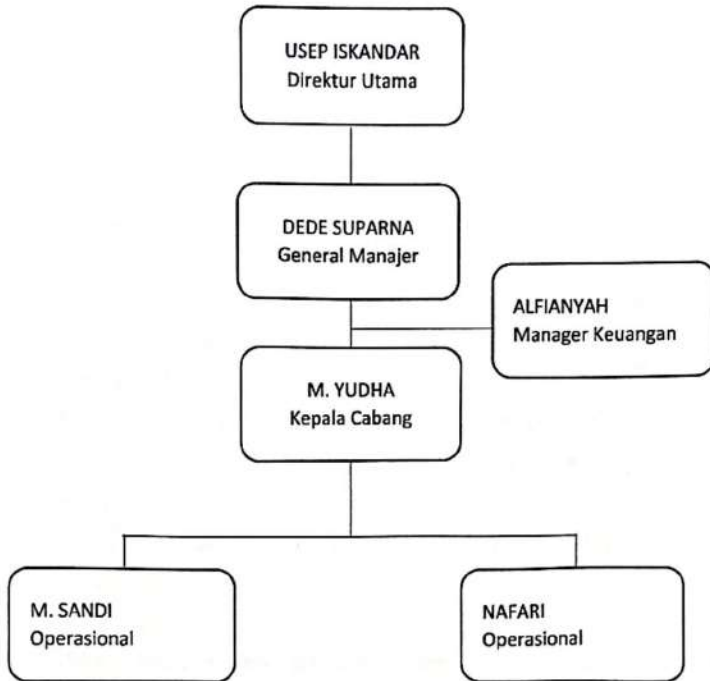 USEP ISKANDAR
Direktur Utama
DEDE SUPARNA
General Manajer
ALFIANYAH
Manager Keuangan
M. YUDHA
Kepala Cabang
M. SANDI
Operasional
NAFARI
Operasional